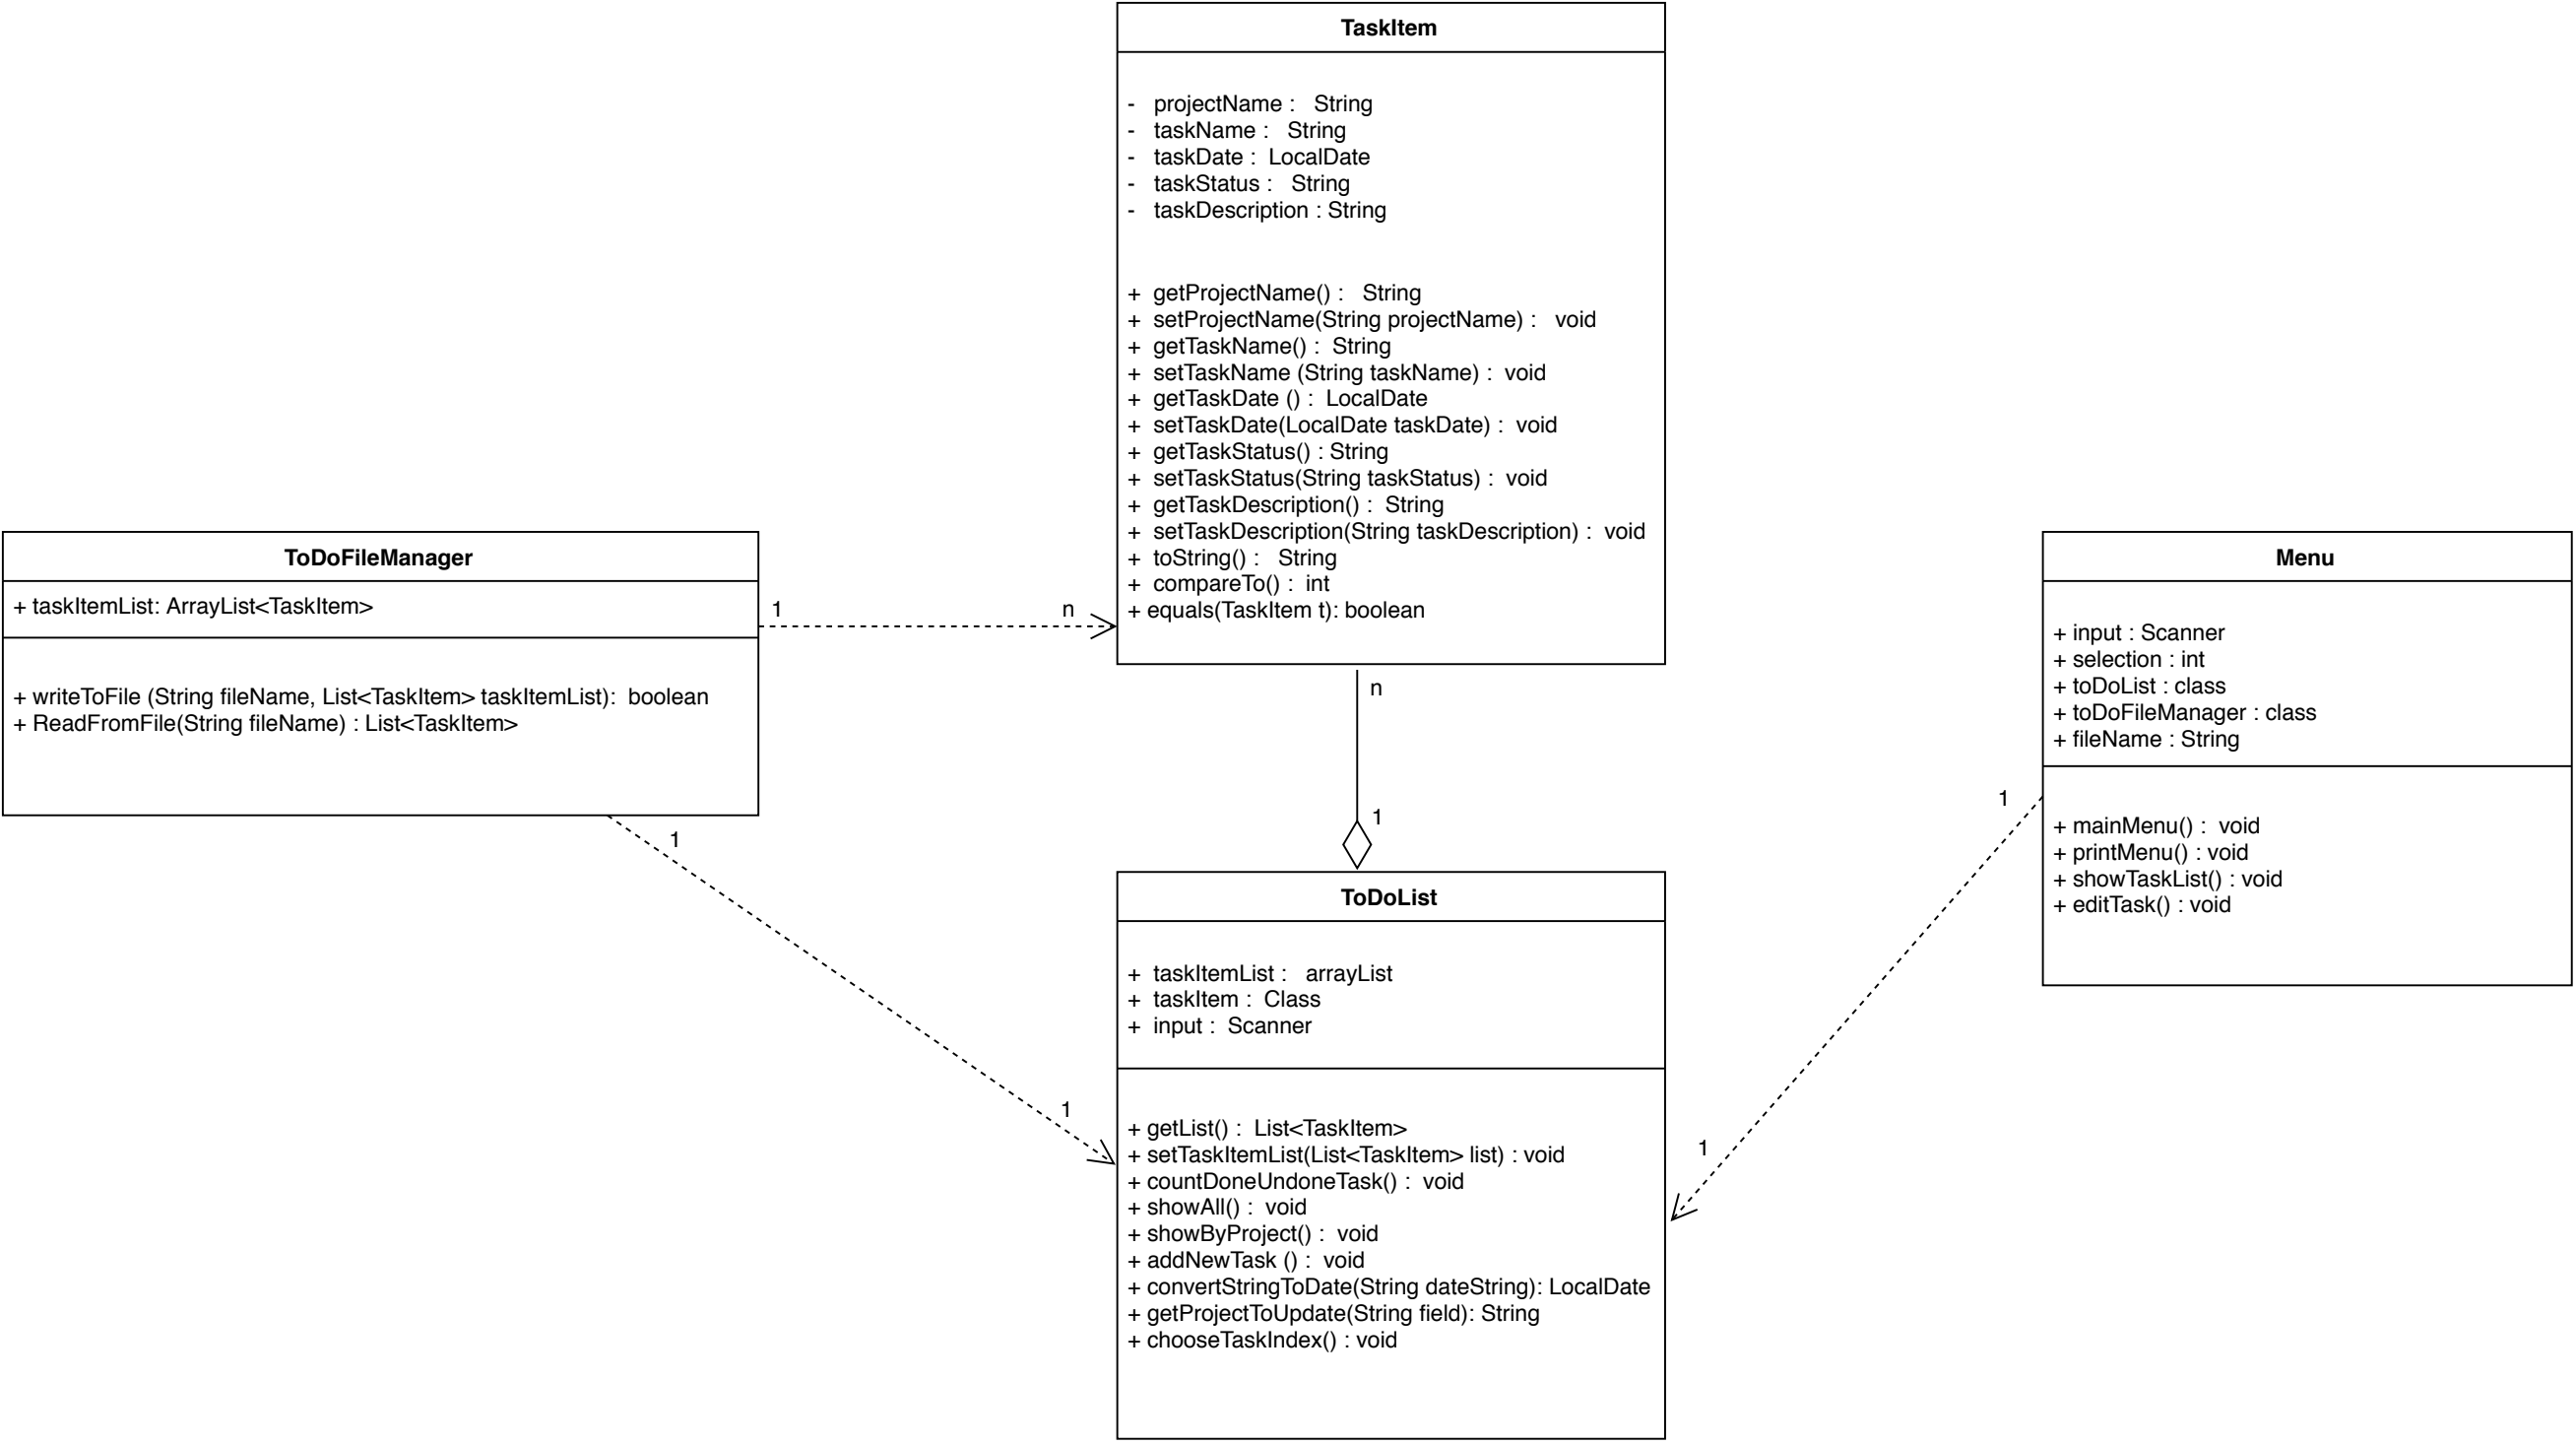 TaskItem
- projectName : String
- taskName : String
- taskDate : LocalDate
- taskStatus : String
- taskDescription : String
+ getProjectName() : String
+ setProjectName(String projectName) : void
+ getTaskName() : String
+ setTaskName (String taskName) : void
+ getTaskDate () : LocalDate
+ setTaskDate(LocalDate taskDate) : void
+ getTaskStatus() : String
+ setTaskStatus(String taskStatus) : void
+ getTaskDescription() : String
+ setTaskDescription(String taskDescription) : void
+ toString() : String
+ compareTo() : int
+ equals(TaskItem t): boolean
ToDoFileManager
+ taskItemList: ArrayList<TaskItem>
+ writeToFile (String fileName, List<TaskItem> taskItemList): boolean
+ ReadFromFile(String fileName) : List<TaskItem>
1
n
n
1
1
1
Menu
+ input : Scanner
+ selection : int
+ toDoList : class
+ toDoFileManager : class
+ fileName : String
+ mainMenu() : void
+ printMenu() : void
+ showTaskList() : void
+ editTask() : void
1
1
ToDoList
+ taskItemList : arrayList
+ taskItem : Class
+ input : Scanner
+ getList() : List<TaskItem>
+ setTaskItemList(List<TaskItem> list) : void
+ countDoneUndoneTask() : void
+ showAll() : void
+ showByProject() : void
+ addNewTask () : void
+ convertStringToDate(String dateString): LocalDate
+ getProjectToUpdate(String field): String
+ chooseTaskIndex() : void